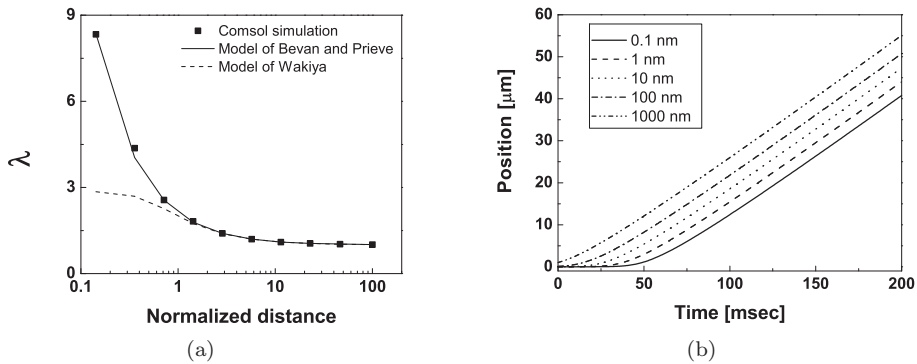 9
6
3
0
λ
0.1
1
10
100
Normalized distance
Comsol simulation
Model of Bevan and Prieve
Model of Wakiya
(a)
60
50
40
30
20
10
0
Position [μm]
0
50
100
150
200
Time [msec]
0.1 nm
1 nm
10 nm
100 nm
1000 nm
(b)